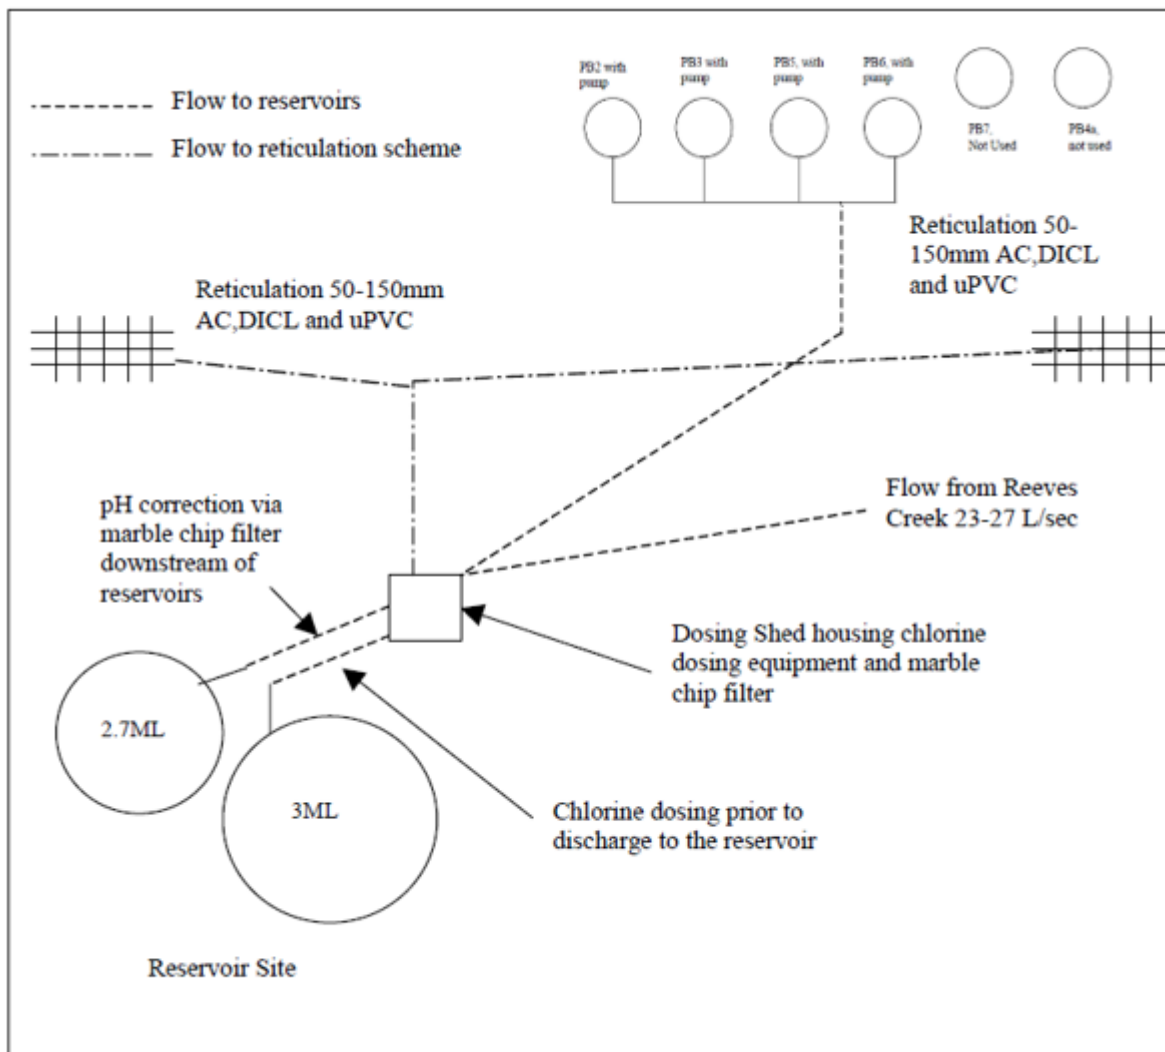 PB2 with
pump
PB3 with
pump
PB5, with
pump
PB6, with
pump
PB7,
Not Used
PB4a,
not used
Flow to reservoirs
Flow to reticulation scheme
Reticulation 50-
150mm AC,DICL
and uPVC
Reticulation 50-150mm
AC,DICL and uPVC
pH correction via
marble chip filter
downstream of
reservoirs
Flow from Reeves
Creek 23-27 L/sec
Dosing Shed housing chlorine
dosing equipment and marble
chip filter
2.7ML
3ML
Chlorine dosing prior to
discharge to the reservoir
Reservoir Site